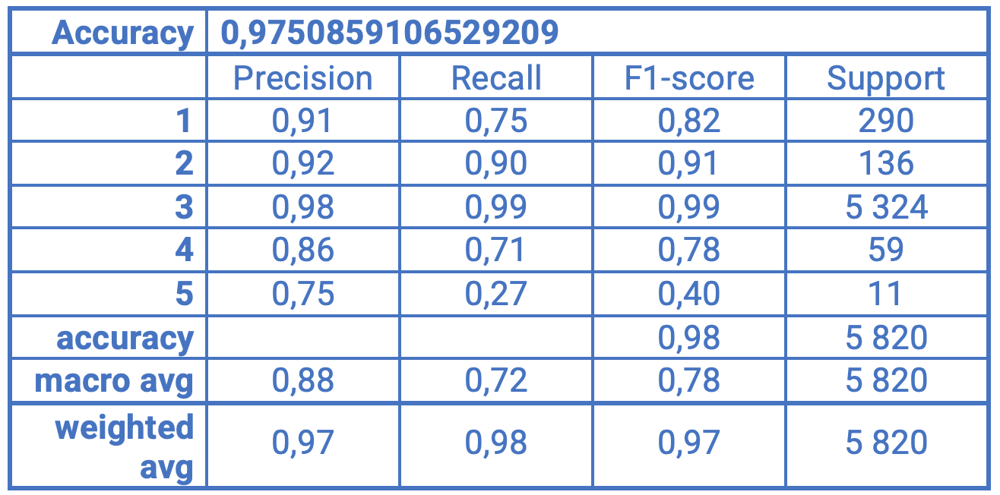 Accuracy 0,9750859106529209
Precision Recall F1-score Support
1 0,91 0,75 0,82 290
2 0,92 0,90 0,91 136
3 0,98 0,99 0,99 5 324
4 0,86 0,71 0,78 59
5 0,75 0,27 0,40 11
accuracy 0,98 5 820
macro avg 0,88 0,72 0,78 5 820
weighted
avg 0,97 0,98 0,97 5 820